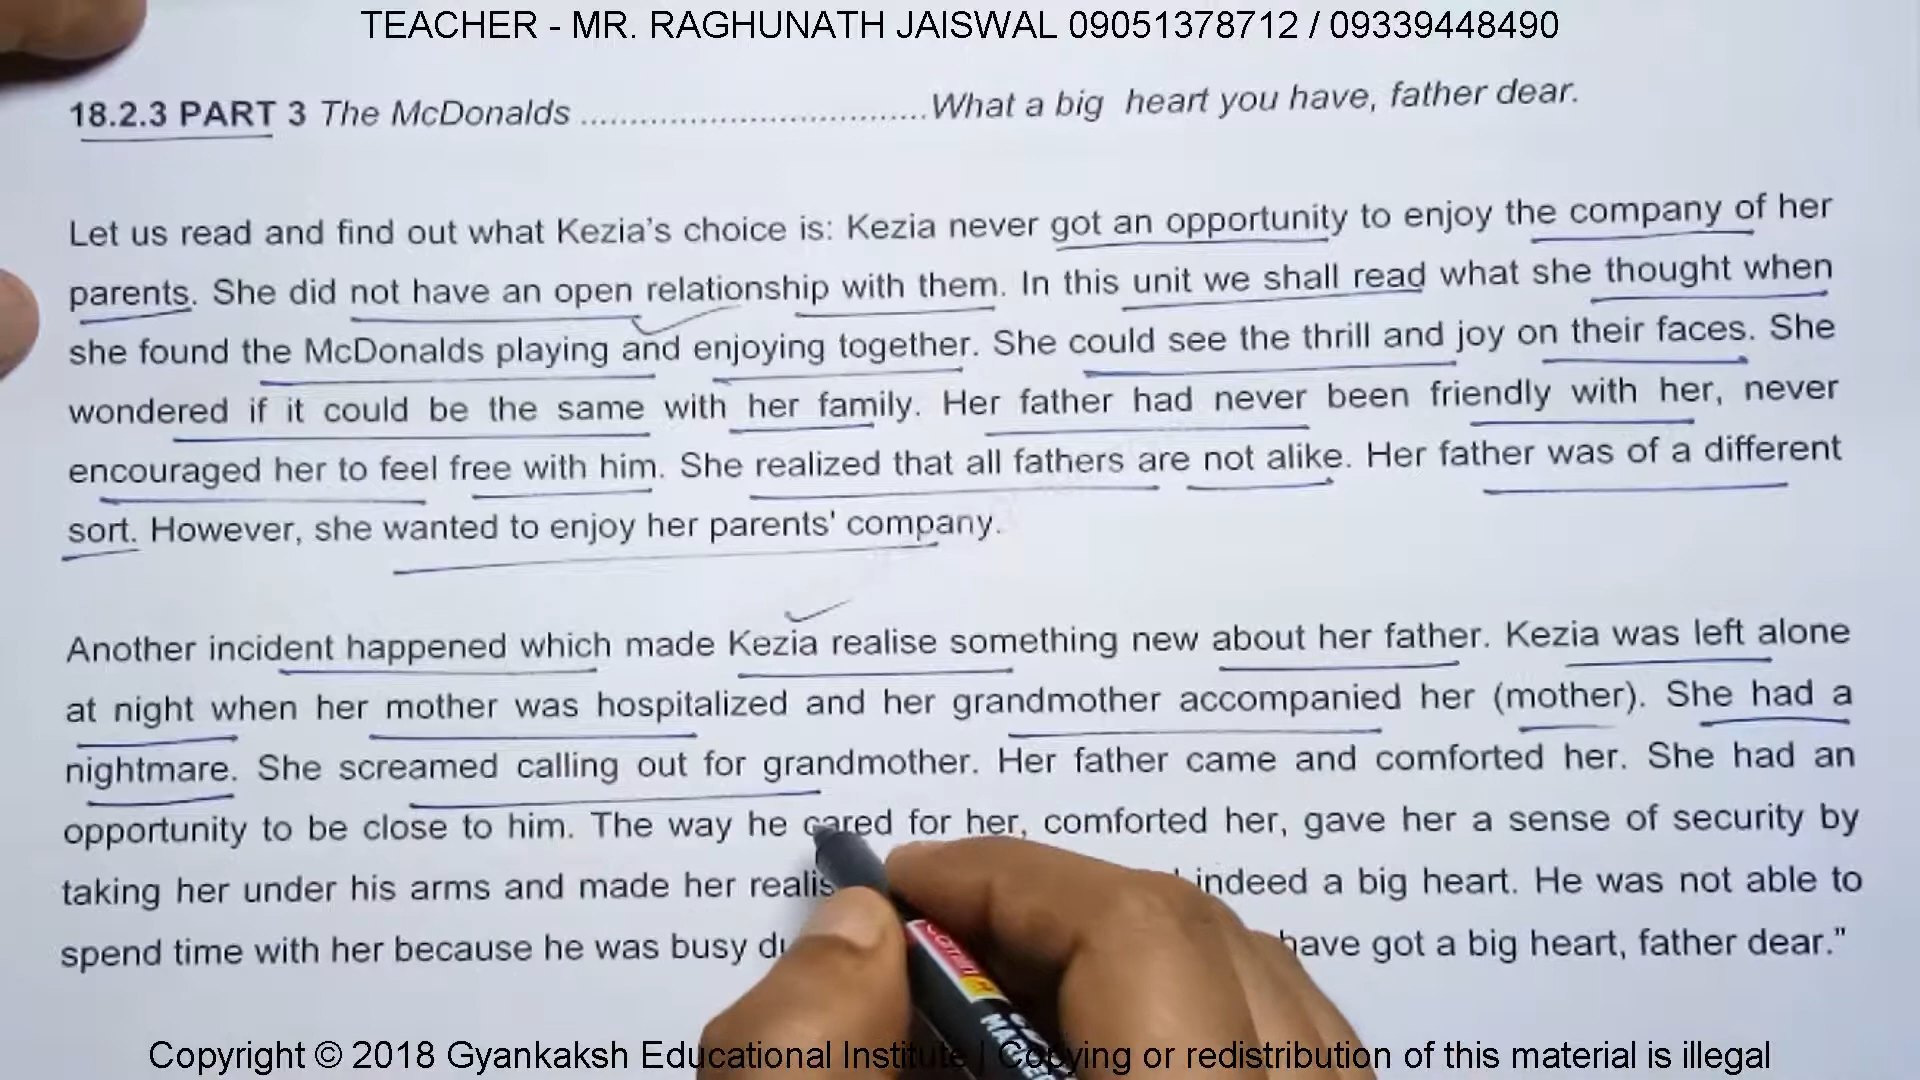 TEACHER - MR. RAGHUNATH JAISWAL 09051378712 / 09339448490
18.2.3 PART 3 The McDonalds ................................What a big heart you have, father dear.
Let us read and find out what Kezia's choice is: Kezia never got an opportunity to enjoy the company of her
parents. She did not have an open relationship with them. In this unit we shall read what she thought when
she found the McDonalds playing and enjoying together. She could see the thrill and joy on their faces. She
wondered if it could be the same with her family. Her father had never been friendly with her, never
encouraged her to feel free with him. She realized that all fathers are not alike. Her father was of a different
sort. However, she wanted to enjoy her parents' company.
Another incident happened which made Kezia realise something new about her father. Kezia was left alone
at night when her mother was hospitalized and her grandmother accompanied her (mother). She had a
nightmare. She screamed calling out for grandmother. Her father came and comforted her. She had an
opportunity to be close to him. The way he cared for her, comforted her, gave her a sense of security by
taking her under his arms and made her indeed a big heart. He was not able to
spend time with her because he was busy have got a big heart, father dear."
Copyright © 2018 Gyankaksh Educational Institute | Copying or redistribution of this material is illegal